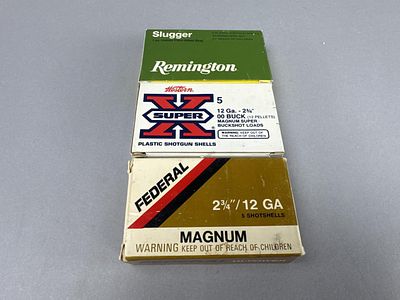 Slugger
Remington
Western
X
SUPER
5
12 Ga. - 2¾"
00 BUCK (12 PELLETS)
MAGNUM SUPER
BUCKSHOT LOADS
WARNING: KEEP OUT OF
THE REACH OF CHILDREN
PLASTIC SHOTGUN SHELLS
FEDERAL
2¾"/12 GA
5 SHOTSHELLS
MAGNUM
WARNING KEEP OUT OF REACH OF CHILDREN